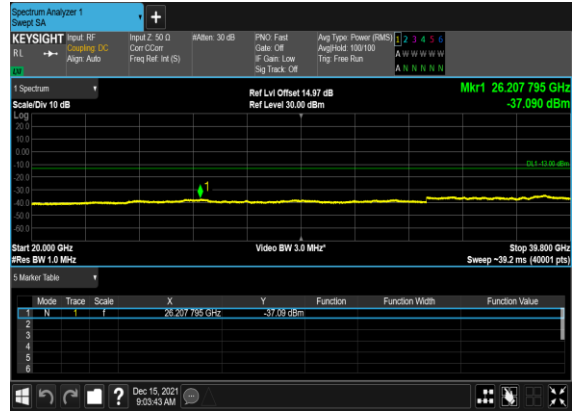 Spectrum Analyzer 1
Swept SA
+
KEYSIGHT Input: RF Input Z: 50 Ω #Atten: 30 dB PNO: Fast Avg Type: Power (RMS) 1 2 3 4 5 6
RL Coupling: DC Corr CCorr Gate: Off Avg|Hold: 100/100 A W W W W W
Align: Auto Freq Ref: Int (S) IF Gain: Low Trig: Free Run
Sig Track: Off A N N N N N
1 Spectrum Ref Lvl Offset 14.97 dB Mkr1 26.207 795 GHz
Scale/Div 10 dB Ref Level 30.00 dBm -37.090 dBm
Log
20.0
10.0
0.00
-10.0
DL1 -13.00 dBm
-20.0
-30.0
1
-40.0
-50.0
-60.0
Start 20.000 GHz Video BW 3.0 MHz* Stop 39.800 GHz
#Res BW 1.0 MHz Sweep ~39.2 ms (40001 pts)
5 Marker Table
Mode Trace Scale X Y Function Function Width Function Value
1 N 1 f 26.207 795 GHz -37.09 dBm
2
3
4
5
6
? Dec 15, 2021
9:03:43 AM